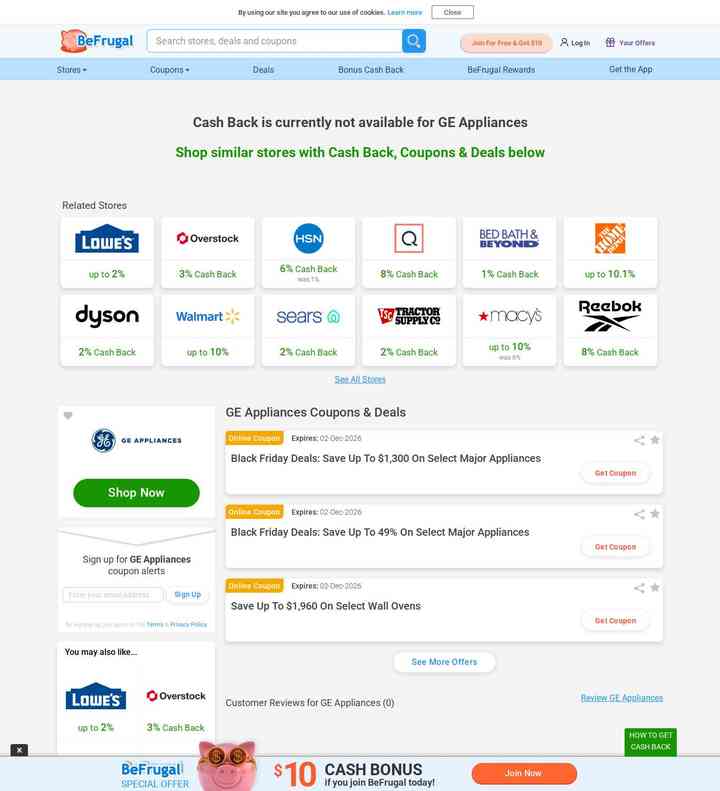 By using our site you agree to our use of cookies. Learn more Close
BeFrugal Search stores, deals and coupons Join For Free & Get $10 Log In Your Offers
Stores Coupons Deals Bonus Cash Back BeFrugal Rewards Get the App
Cash Back is currently not available for GE Appliances
Shop similar stores with Cash Back, Coupons & Deals below
Related Stores
LOWE'S Overstock HSN Q BED BATH & BEYOND THE HOME DEPOT
up to 2% 3% Cash Back 6% Cash Back 8% Cash Back 1% Cash Back up to 10.1%
was 1%
dyson Walmart sears TSC TRACTOR SUPPLY CO macy's Reebok
2% Cash Back up to 10% 2% Cash Back 2% Cash Back up to 10% 8% Cash Back
was 6%
See All Stores
GE APPLIANCES
Shop Now
Sign up for GE Appliances
coupon alerts
Enter your email address Sign Up
By signing up, you agree to the Terms & Privacy Policy
You may also like...
LOWE'S Overstock
up to 2% 3% Cash Back
GE Appliances Coupons & Deals
Online Coupon Expires: 02-Dec-2026
Black Friday Deals: Save Up To $1,300 On Select Major Appliances
Get Coupon
Online Coupon Expires: 02-Dec-2026
Black Friday Deals: Save Up To 49% On Select Major Appliances
Get Coupon
Online Coupon Expires: 02-Dec-2026
Save Up To $1,960 On Select Wall Ovens
Get Coupon
See More Offers
Customer Reviews for GE Appliances (0) Review GE Appliances
HOW TO GET
CASH BACK
x
BeFrugal
SPECIAL OFFER
$10 CASH BONUS
if you join BeFrugal today!
Join Now